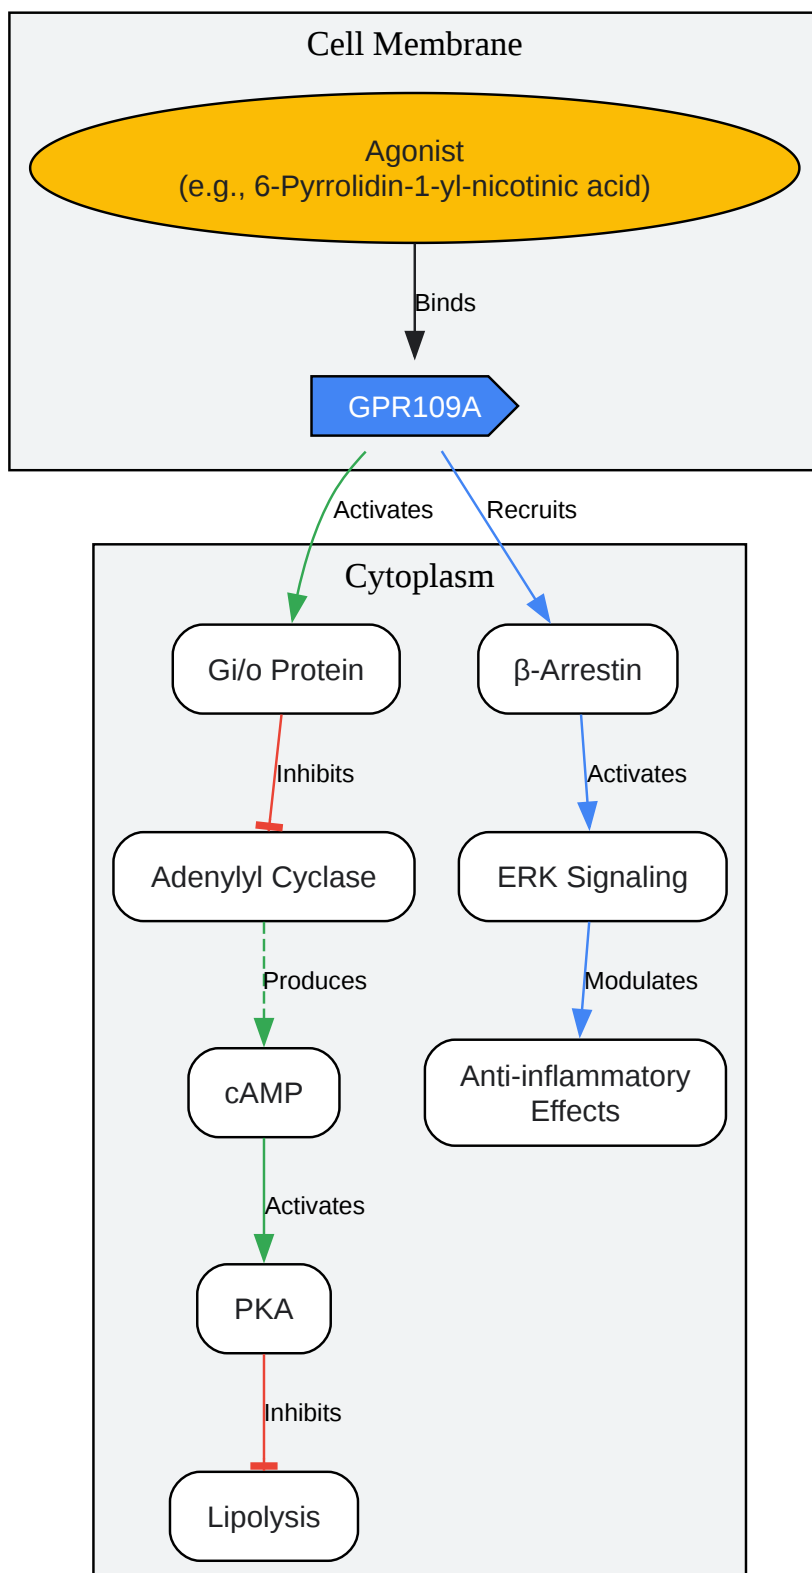 Cell Membrane
Agonist
(e.g., 6-Pyrrolidin-1-yl-nicotinic acid)
Binds
GPR109A
Activates
Recruits
Cytoplasm
Gi/o Protein
β-Arrestin
Inhibits
Activates
Adenylyl Cyclase
ERK Signaling
Produces
Modulates
cAMP
Anti-inflammatory
Effects
Activates
PKA
Inhibits
Lipolysis